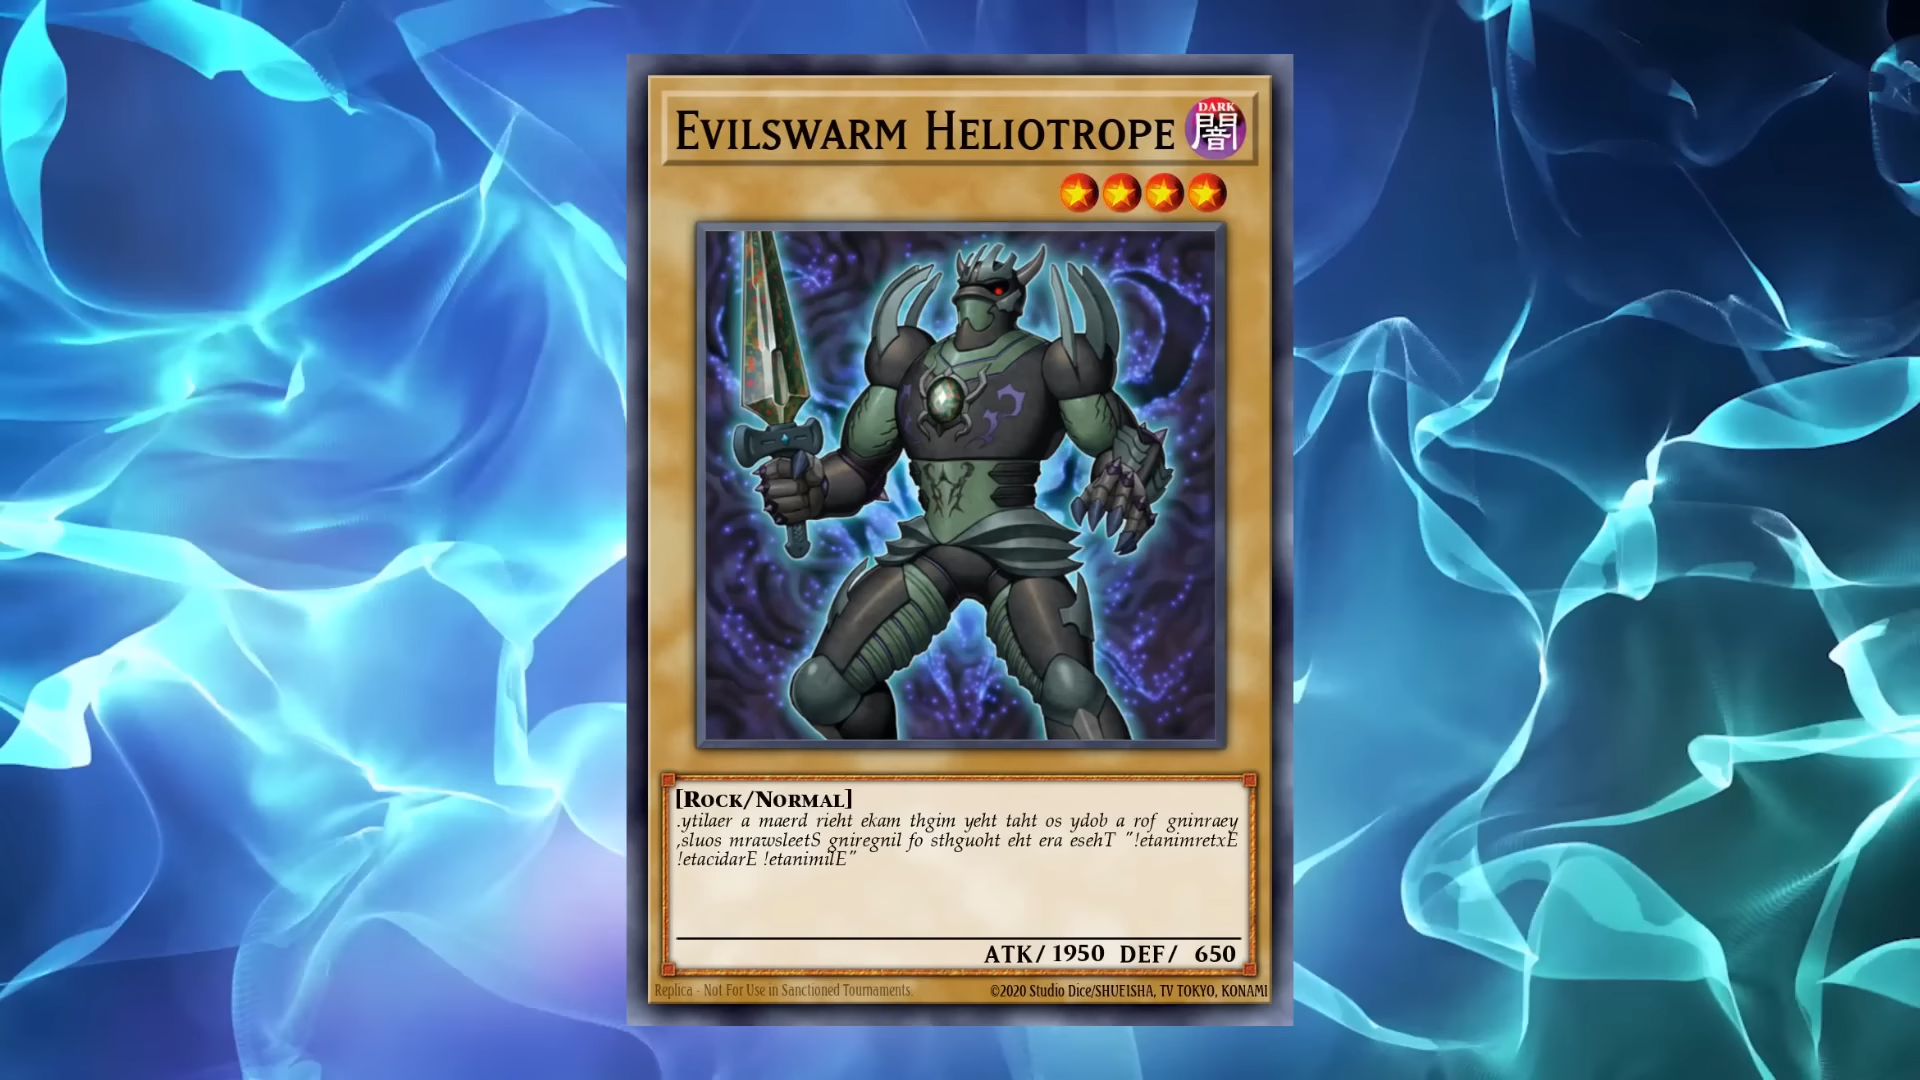 EVILSWARM HELIOTROPE
DARK
闇
[ROCK/NORMAL]
.ytilaer a maerd rieht ekam thgim yeht taht os ydob a rof gninraey
,sluos mrawsleetS gniregnil fo sthguoht eht era esehT "!etanimretxE
!etacidarE !etanimilE"
ATK/ 1950 DEF/ 650
Replica - Not For Use in Sanctioned Tournaments.
©2020 Studio Dice/SHUEISHA, TV TOKYO, KONAMI